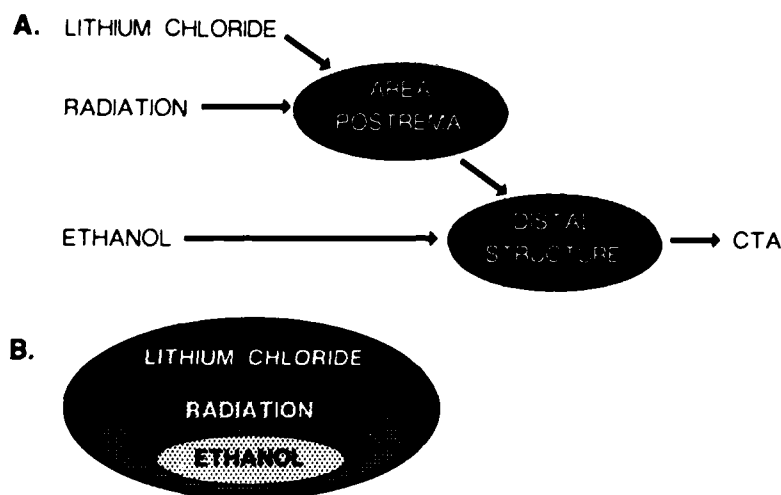 A. LITHIUM CHLORIDE
AREA
POSTREMA
RADIATION
DISTAL
STRUCTURE
ETHANOL
CTA
B.
LITHIUM CHLORIDE
RADIATION
ETHANOL